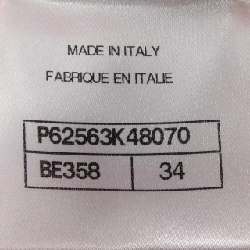 MADE IN ITALY
FABRIQUE EN ITALIE
P62563K48070
BE358 34